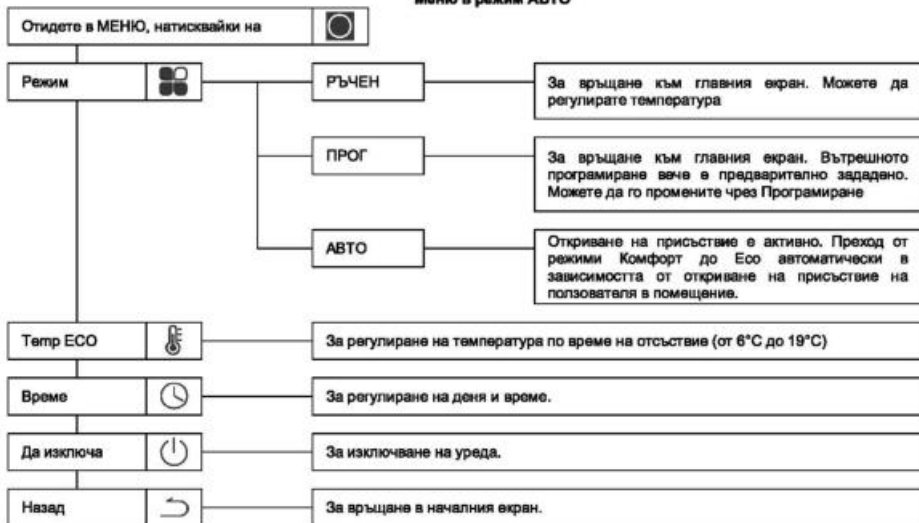 Меню в режим АВТО
Отидете в МЕНЮ, натисквайки на
Режим
РЪЧЕН
За връщане към главния екран. Можете да
регулирате температура
ПРОГ
За връщане към главния екран. Вътрешното
програмиране вече е предварително зададено.
Можете да го промените чрез Програмиране
АВТО
Откриване на присъствие е активно. Преход от
режими Комфорт до Eco автоматически в
зависимостта от откриване на присъствие на
ползователя в помещение.
Temp ECO
За регулиране на температура по време на отсъствие (от 6°C до 19°C)
Време
За регулиране на деня и време.
Да изключа
За изключване на уреда.
Назад
За връщане в началния екран.